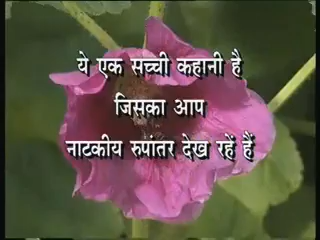 ये एक सच्ची कहानी है
जिसका आप
नाटकीय रुपांतर देख रहें हैं